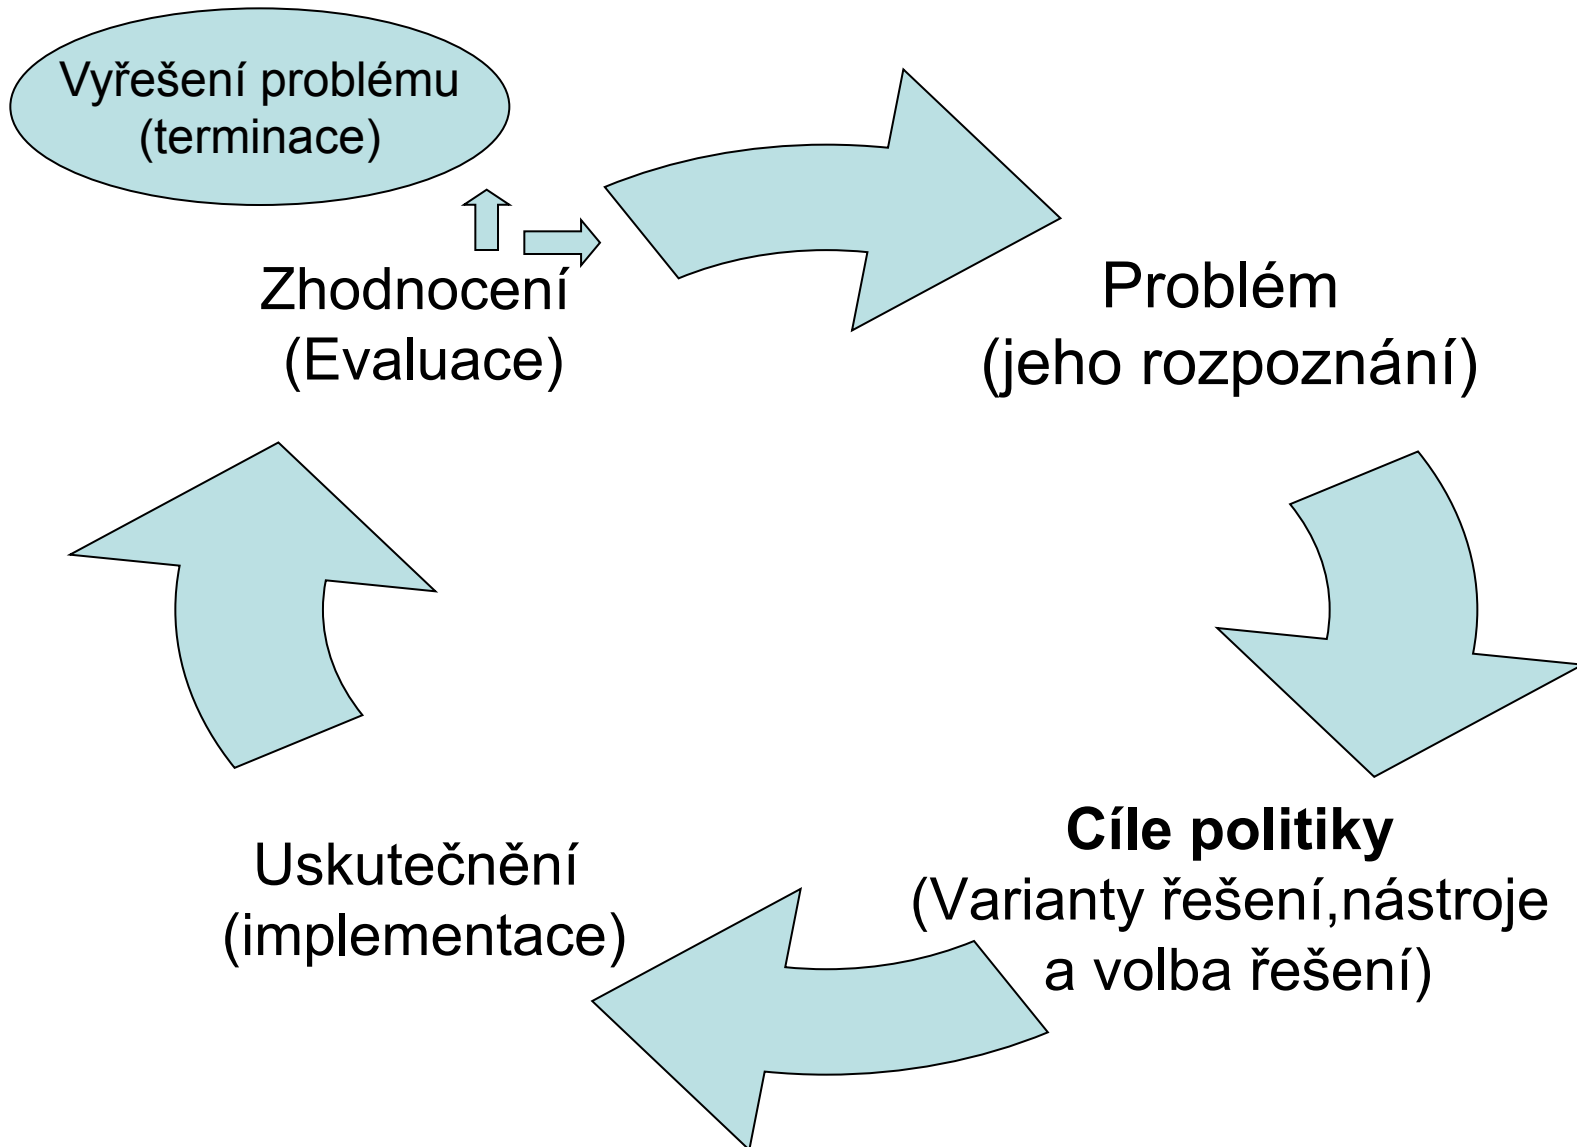 Vyřešení problému
(terminace)
Zhodnocení
(Evaluace)
Problém
(jeho rozpoznání)
Cíle politiky
(Varianty řešení,nástroje
a volba řešení)
Uskutečnění
(implementace)